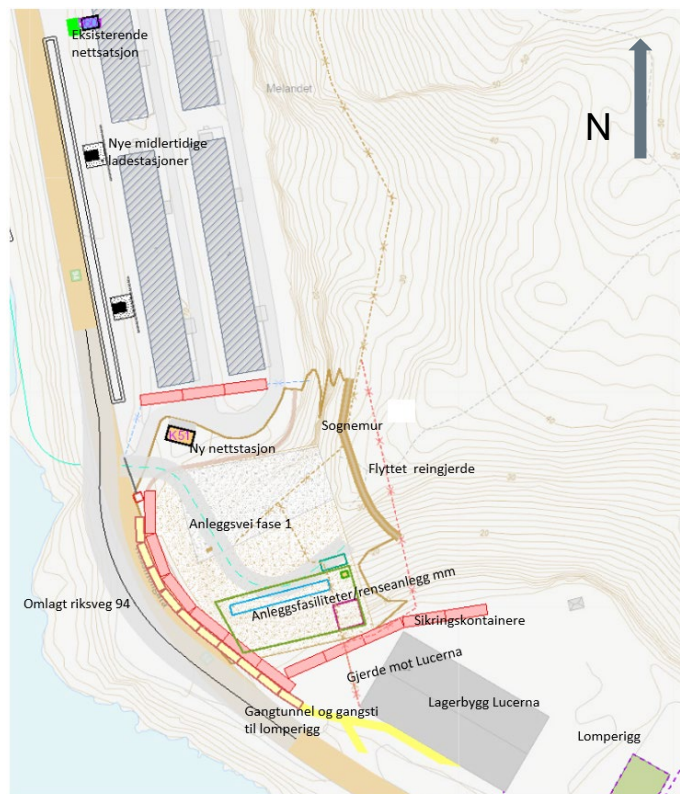 Eksisterende
nettsatsjon
Melandet
N
Nye midlertidige
ladestasjoner
Sognemur
K51
Ny nettstasjon
Flyttet reingjerde
Anleggsvei fase 1
Anleggsfasiliteter/renseanlegg mm
Omlagt riksveg 94
Sikringskontainere
Gjerde mot Lucerna
Lagerbygg Lucerna
Gangtunnel og gangsti
til lomperigg
Lomperigg